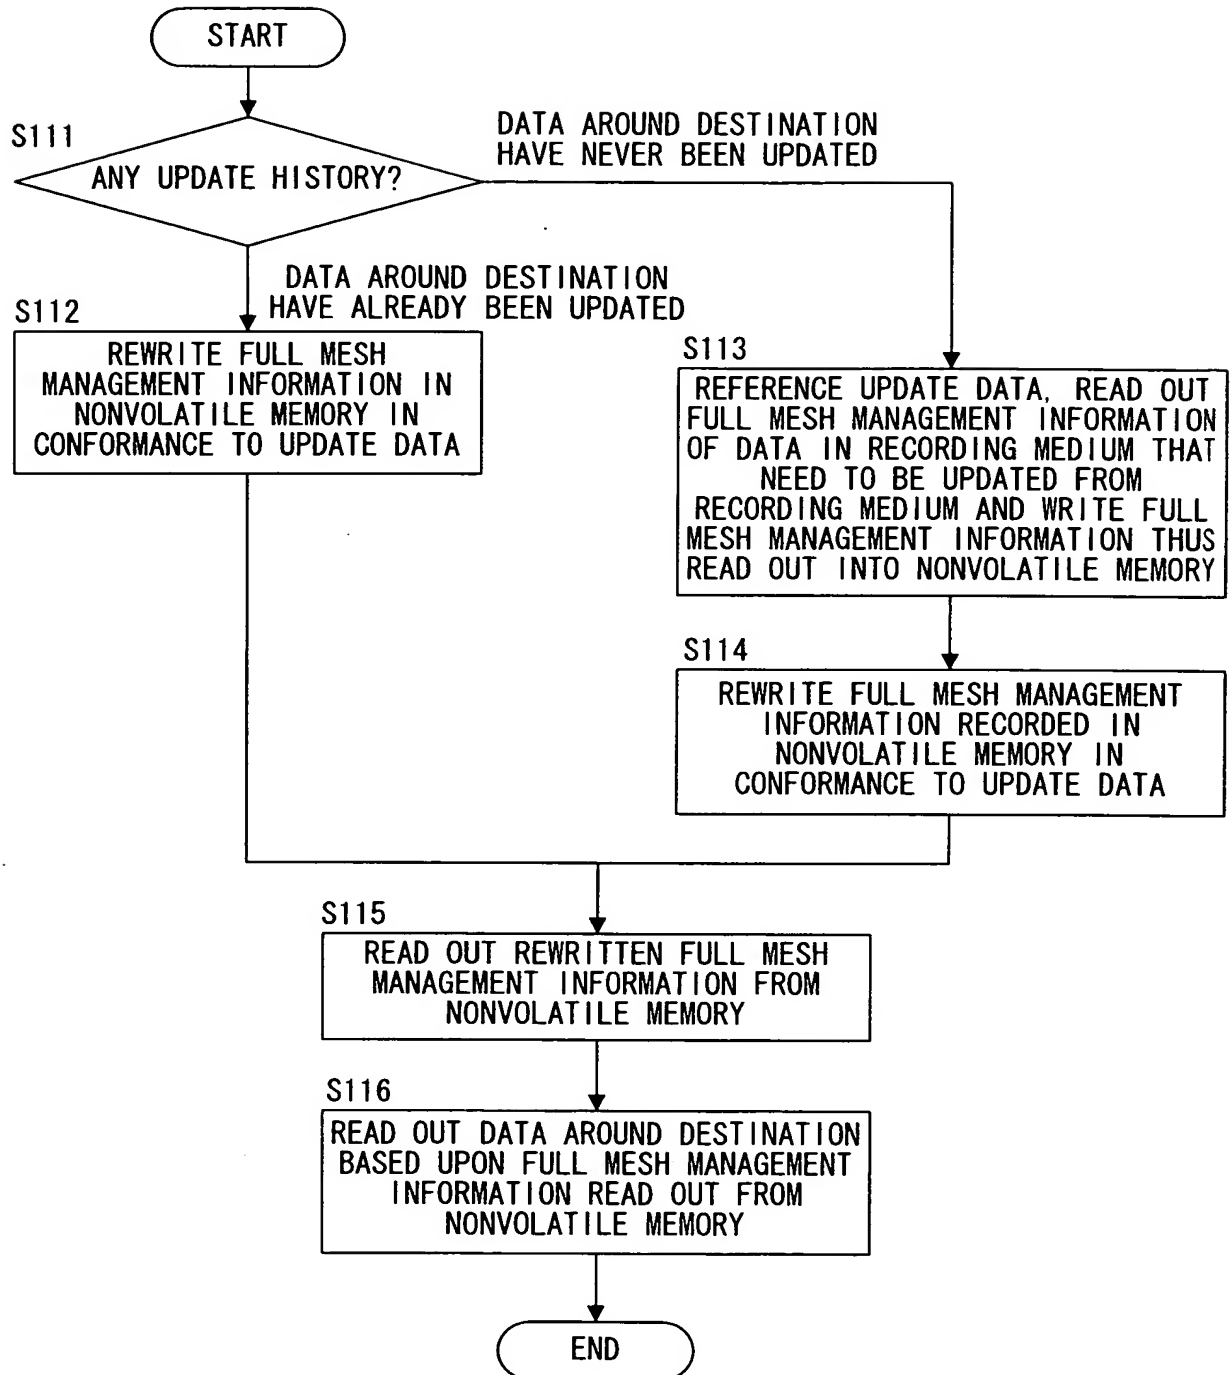 START
S111
ANY UPDATE HISTORY?
DATA AROUND DESTINATION
HAVE NEVER BEEN UPDATED
DATA AROUND DESTINATION
HAVE ALREADY BEEN UPDATED
S112
REWRITE FULL MESH
MANAGEMENT INFORMATION IN
NONVOLATILE MEMORY IN
CONFORMANCE TO UPDATE DATA
S113
REFERENCE UPDATE DATA, READ OUT
FULL MESH MANAGEMENT INFORMATION
OF DATA IN RECORDING MEDIUM THAT
NEED TO BE UPDATED FROM
RECORDING MEDIUM AND WRITE FULL
MESH MANAGEMENT INFORMATION THUS
READ OUT INTO NONVOLATILE MEMORY
S114
REWRITE FULL MESH MANAGEMENT
INFORMATION RECORDED IN
NONVOLATILE MEMORY IN
CONFORMANCE TO UPDATE DATA
S115
READ OUT REWRITTEN FULL MESH
MANAGEMENT INFORMATION FROM
NONVOLATILE MEMORY
S116
READ OUT DATA AROUND DESTINATION
BASED UPON FULL MESH MANAGEMENT
INFORMATION READ OUT FROM
NONVOLATILE MEMORY
END